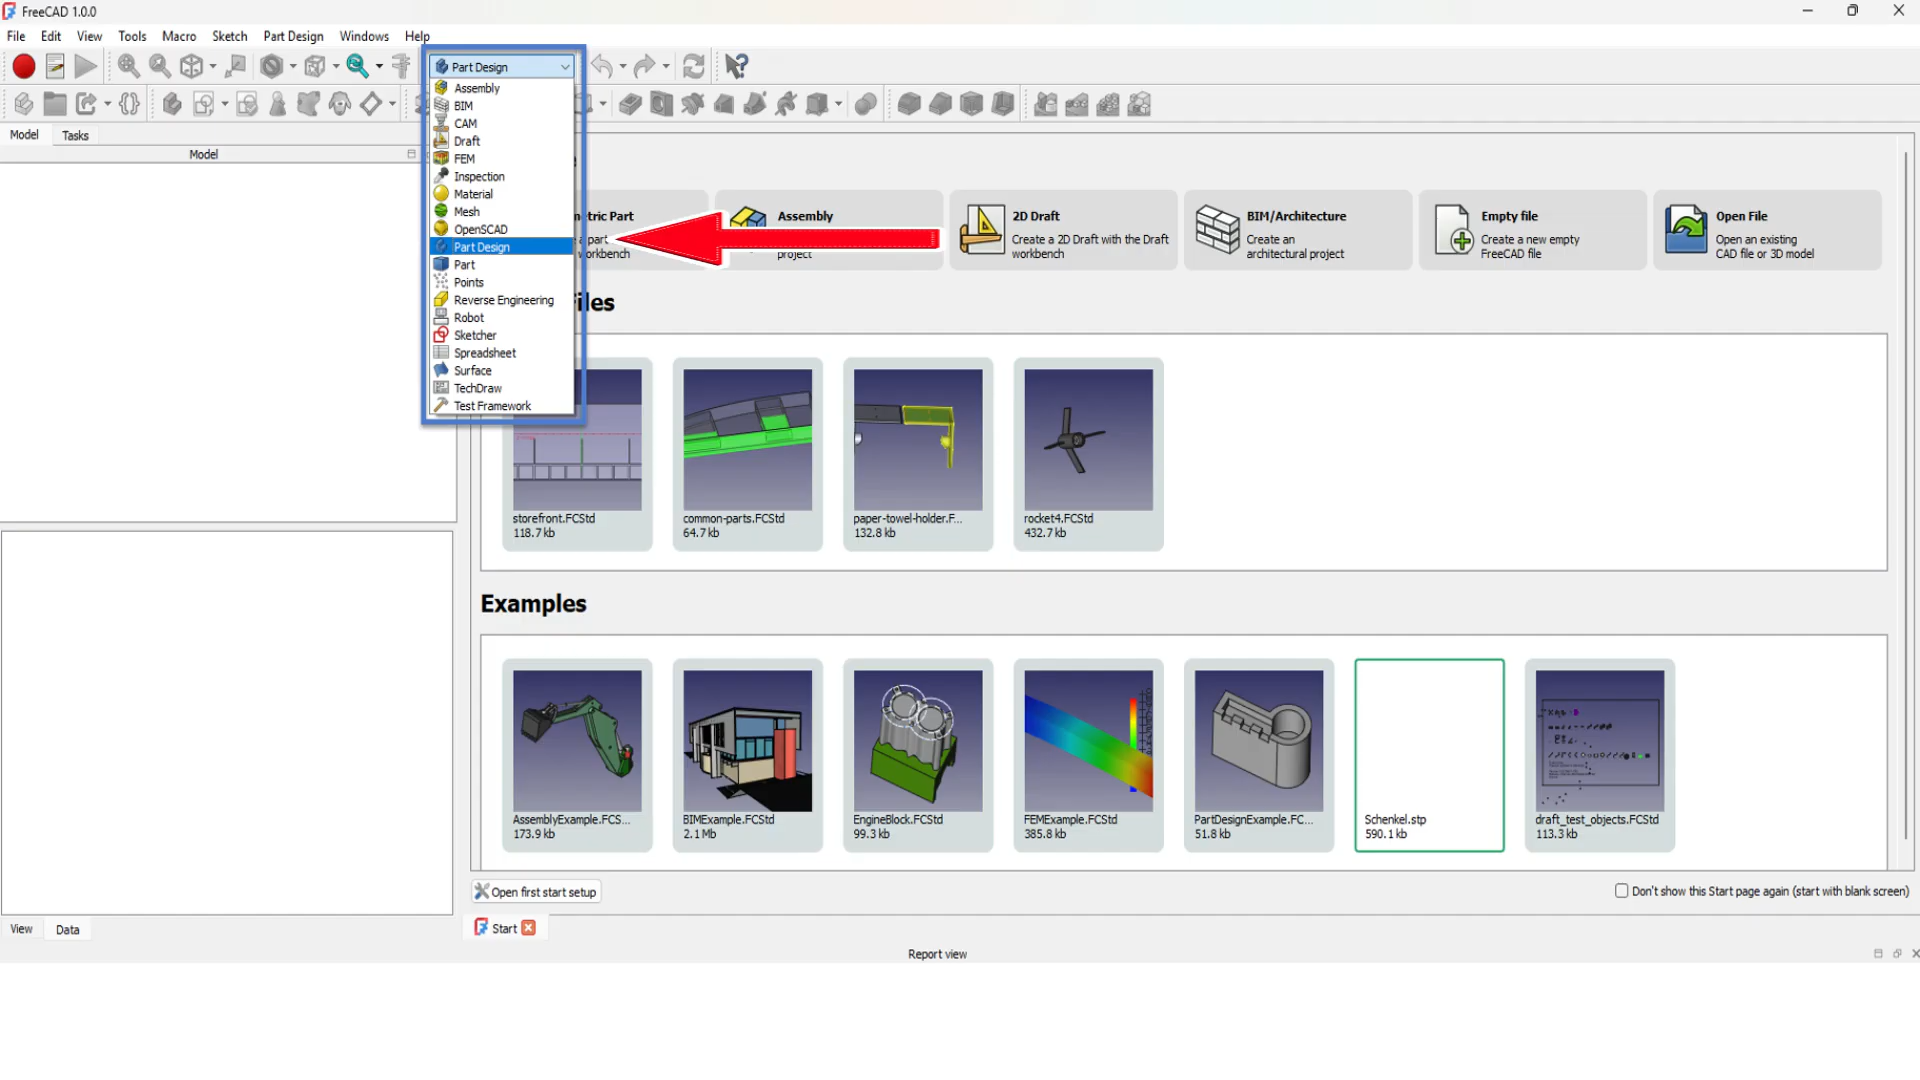 FreeCAD 1.0.0
File Edit View Tools Macro Sketch Part Design Windows Help
Part Design
Assembly
BIM
CAM
Draft
FEM
Inspection
Material
Mesh
OpenSCAD
Part Design
Part
Points
Reverse Engineering
Robot
Sketcher
Spreadsheet
Surface
TechDraw
Test Framework
Model Tasks
Model
Part
part
workbench
Assembly
project
2D Draft
Create a 2D Draft with the Draft
workbench
BIM/Architecture
Create an
architectural project
Empty file
Create a new empty
FreeCAD file
Open File
Open an existing
CAD file or 3D model
storefront.FCStd
118.7 kb
common-parts.FCStd
64.7 kb
paper-towel-holder.F...
132.8 kb
rocket4.FCStd
432.7 kb
Examples
AssemblyExample.FCS...
173.9 kb
BIMExample.FCStd
2.1 Mb
EngineBlock.FCStd
99.3 kb
FEMExample.FCStd
385.8 kb
PartDesignExample.FC...
51.8 kb
Schenkel.stp
590.1 kb
draft_test_objects.FCStd
113.3 kb
Open first start setup
Don't show this Start page again (start with blank screen)
View Data
Start
Report view